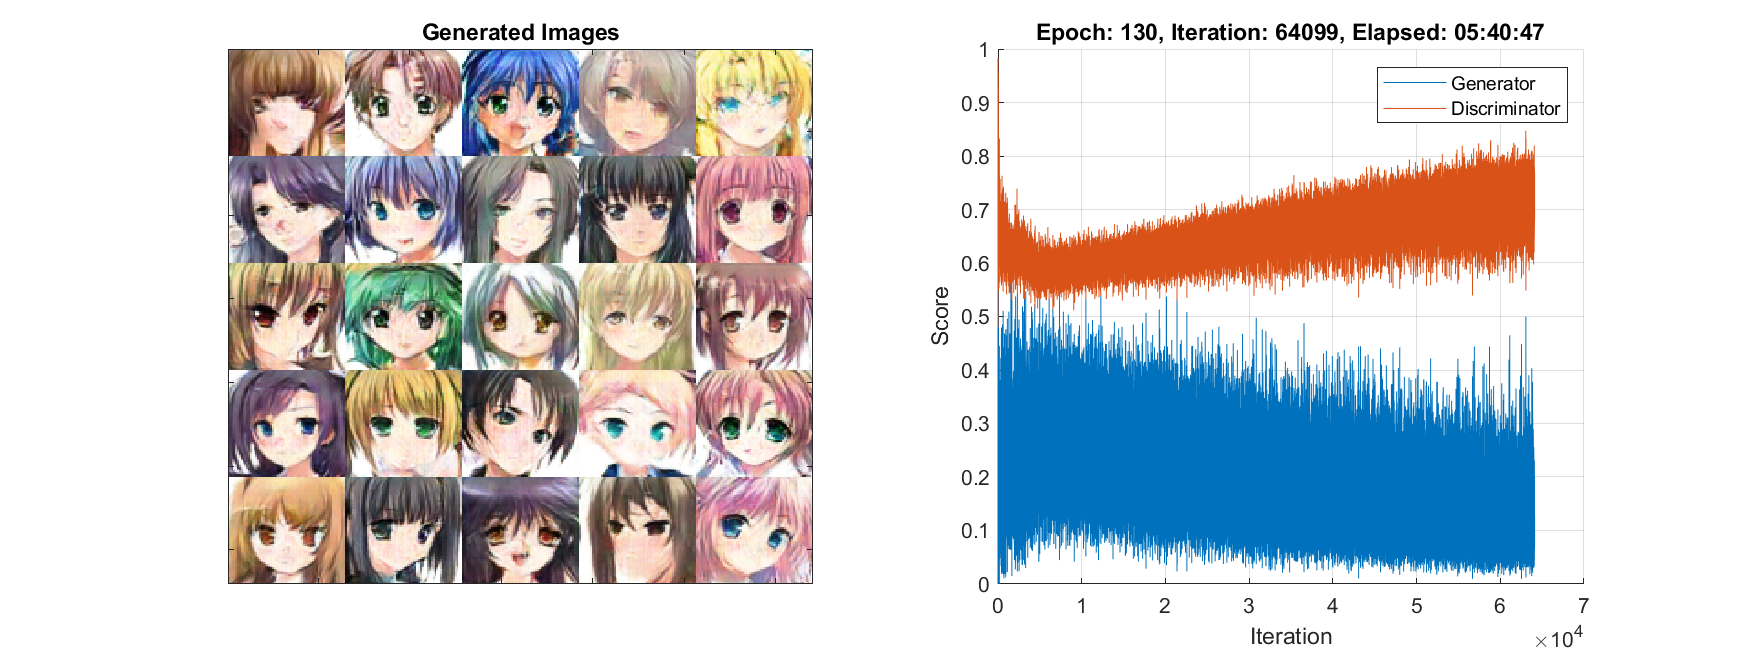 Generated Images
Epoch: 130, Iteration: 64099, Elapsed: 05:40:47
1
0.9
0.8
0.7
0.6
0.5
0.4
0.3
0.2
0.1
0
Score
Generator
Discriminator
0 1 2 3 4 5 6 7
Iteration
×10⁴